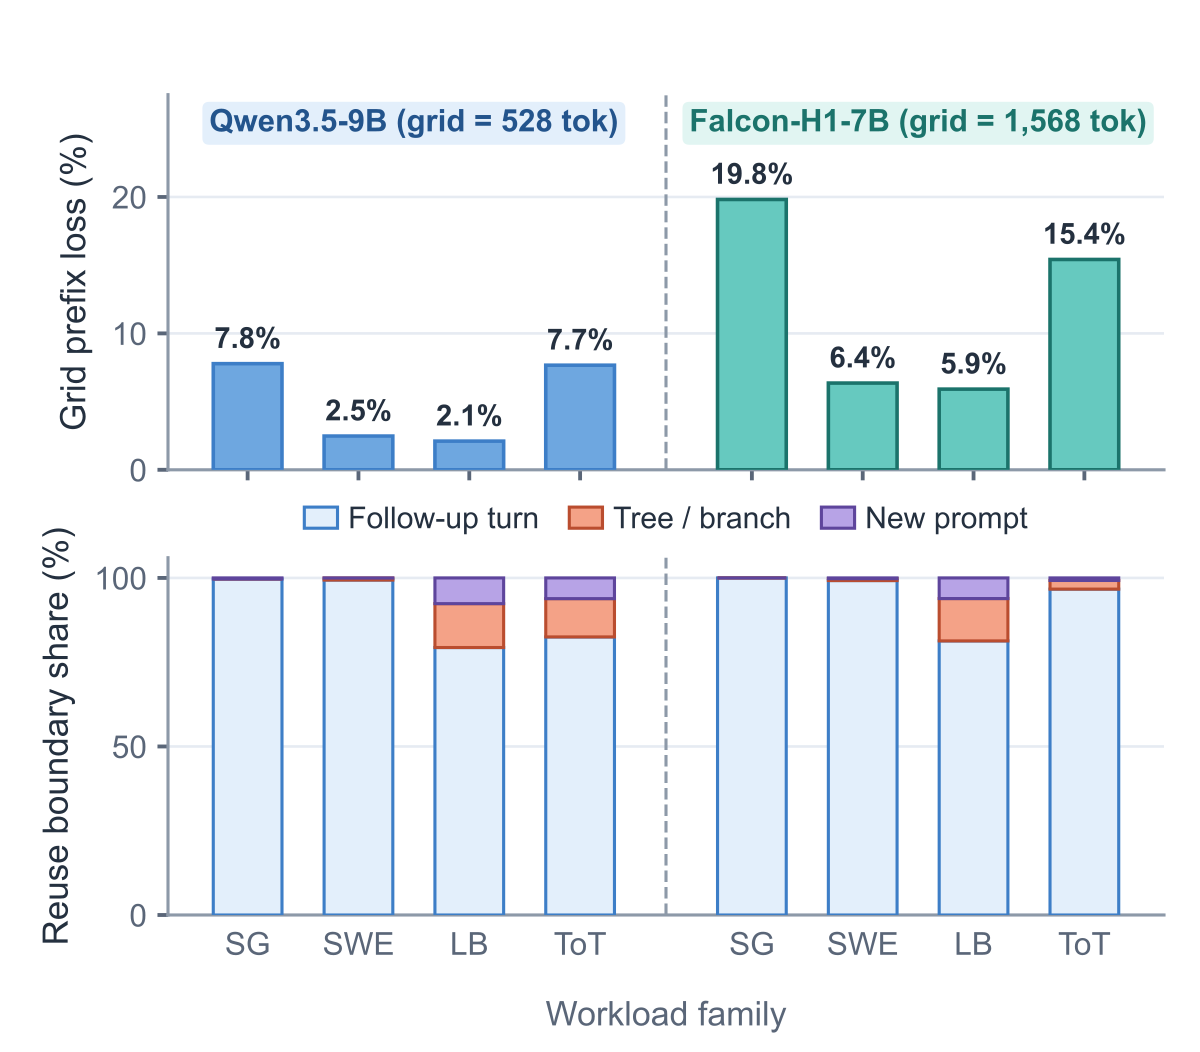 Qwen3.5-9B (grid = 528 tok)
Falcon-H1-7B (grid = 1,568 tok)
Grid prefix loss (%)
20
10
0
7.8%
2.5%
2.1%
7.7%
19.8%
6.4%
5.9%
15.4%
Follow-up turn
Tree / branch
New prompt
Reuse boundary share (%)
100
50
0
SG
SWE
LB
ToT
SG
SWE
LB
ToT
Workload family